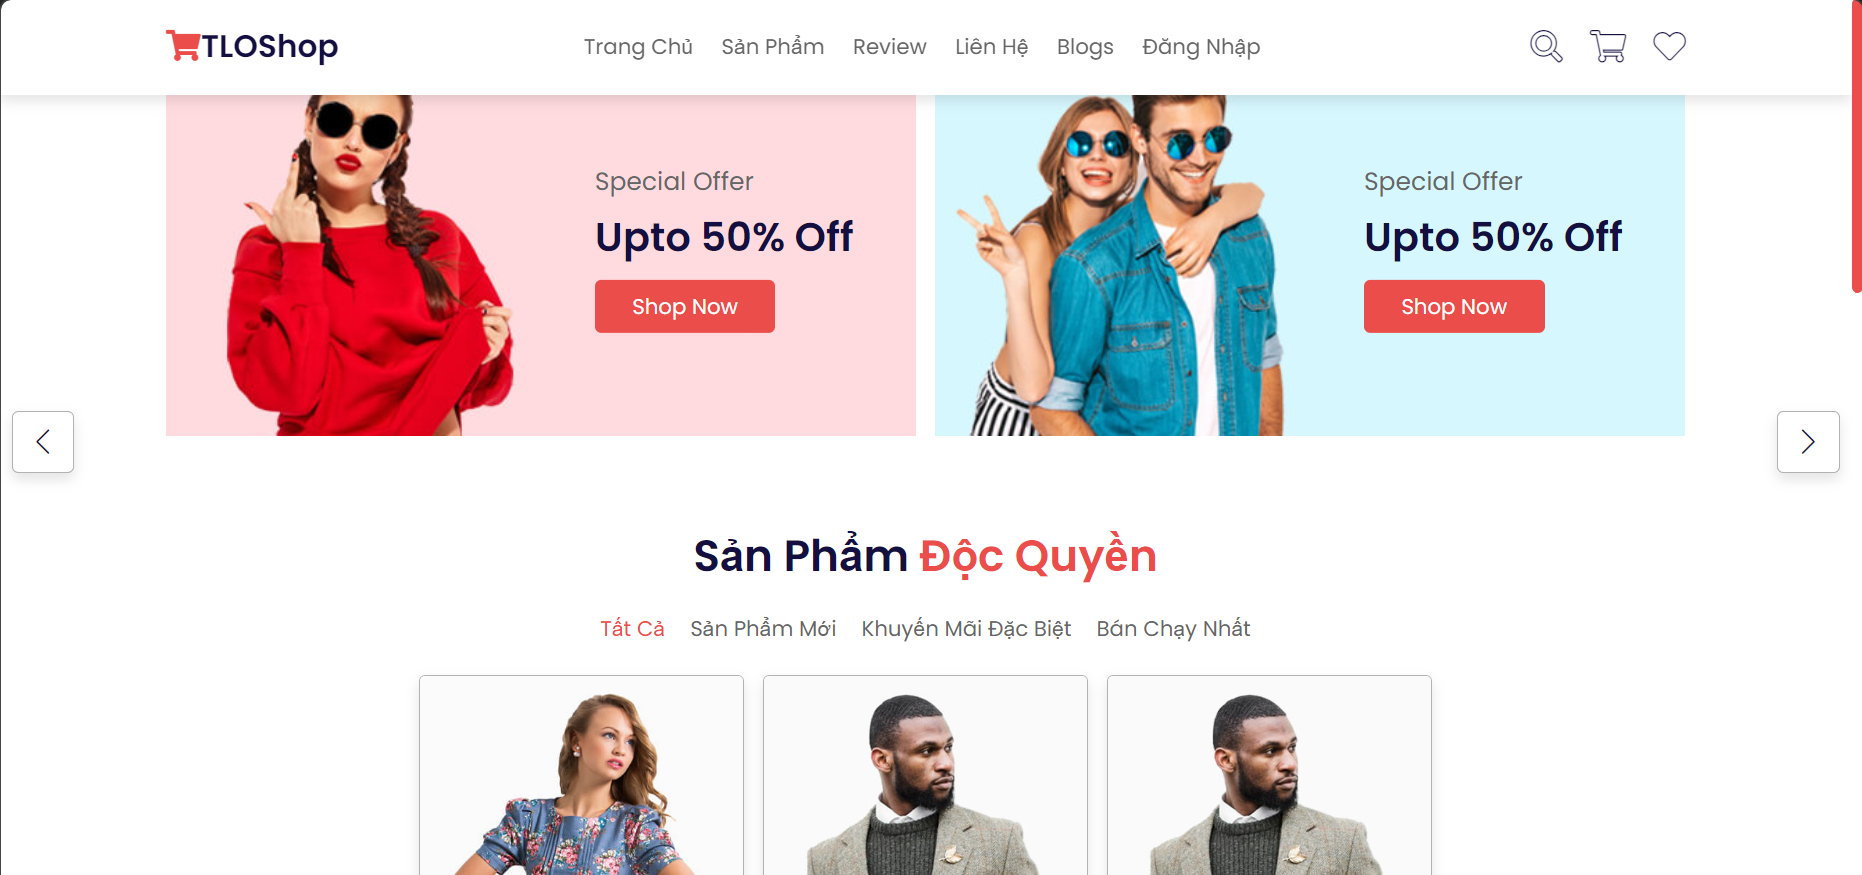 TLOShop
Trang Chủ Sản Phẩm Review Liên Hệ Blogs Đăng Nhập
Special Offer
Upto 50% Off
Shop Now
Special Offer
Upto 50% Off
Shop Now
Sản Phẩm Độc Quyền
Tất Cả Sản Phẩm Mới Khuyến Mãi Đặc Biệt Bán Chạy Nhất